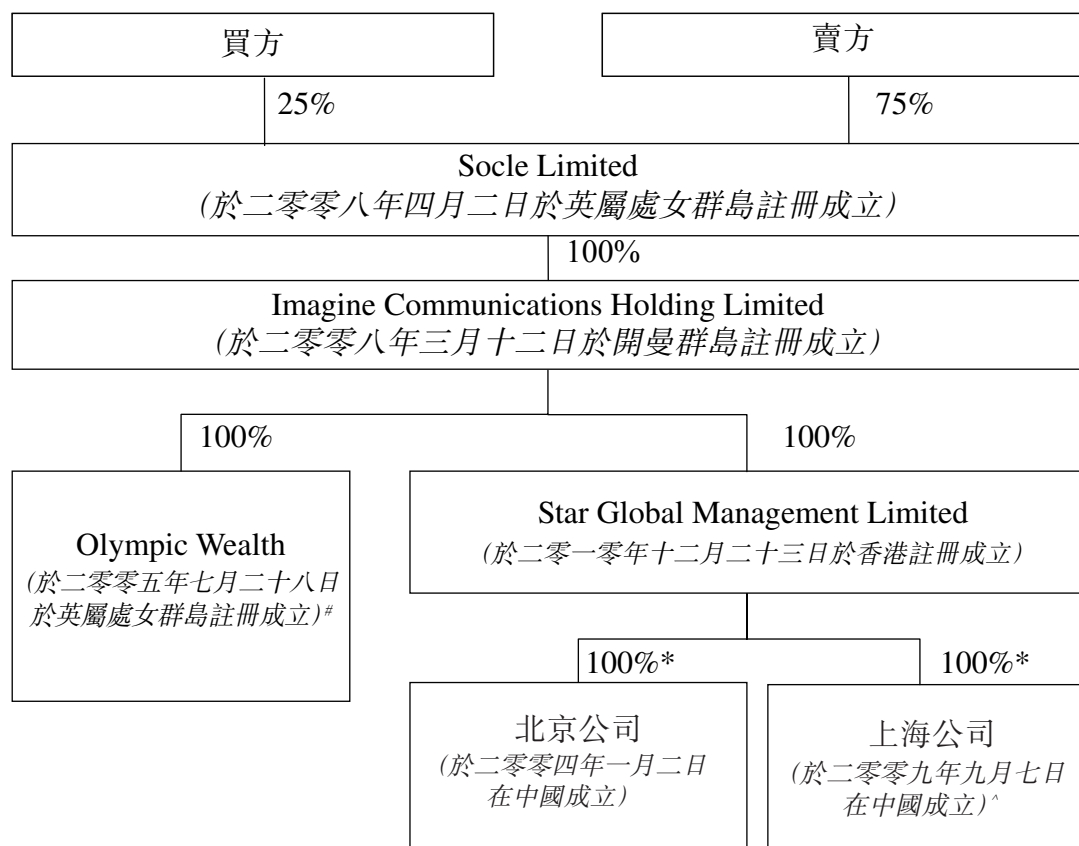 買方
賣方
25%
75%
Socle Limited
(於二零零八年四月二日於英屬處女群島註冊成立)
100%
Imagine Communications Holding Limited
(於二零零八年三月十二日於開曼群島註冊成立)
100%
100%
Olympic Wealth
(於二零零五年七月二十八日
於英屬處女群島註冊成立)#
Star Global Management Limited
(於二零一零年十二月二十三日於香港註冊成立)
100%*
100%*
北京公司
(於二零零四年一月二日
在中國成立)
上海公司
(於二零零九年九月七日
在中國成立)^